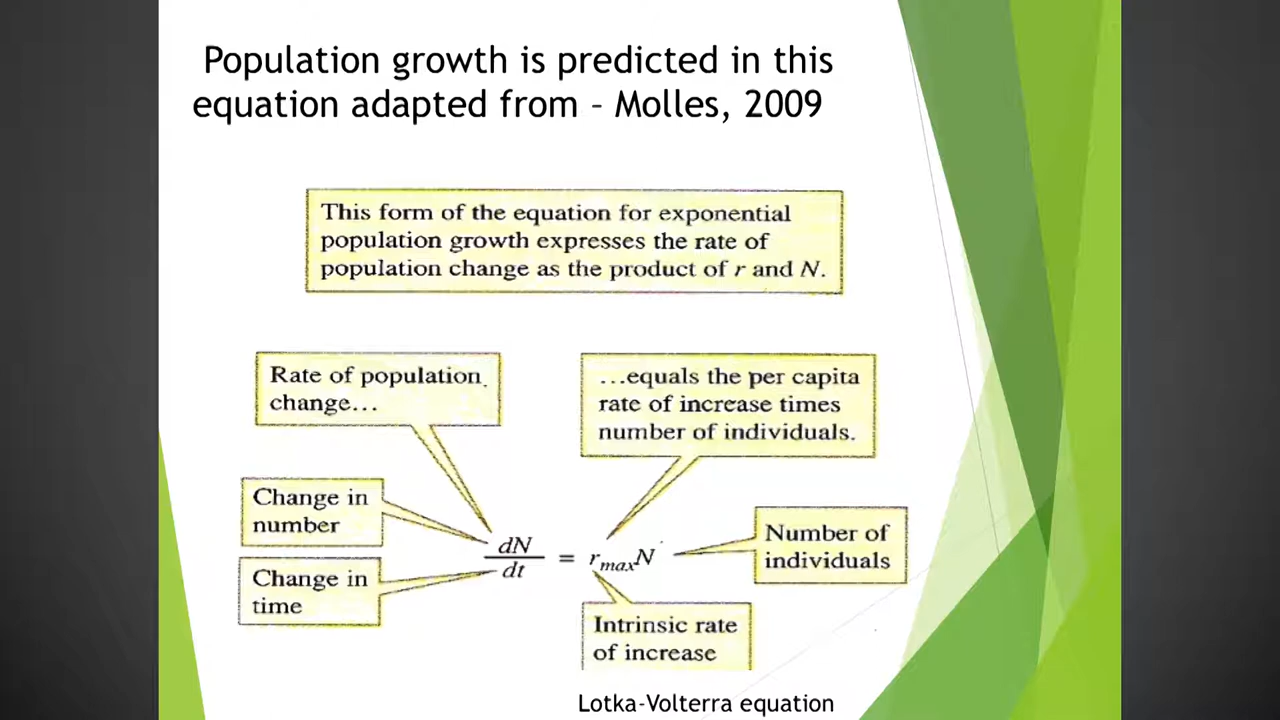 Population growth is predicted in this
equation adapted from – Molles, 2009
This form of the equation for exponential
population growth expresses the rate of
population change as the product of r and N.
Rate of population
change...
...equals the per capita
rate of increase times
number of individuals.
Change in
number
Change in
time
dN/dt = r_max N
Number of
individuals
Intrinsic rate
of increase
Lotka-Volterra equation